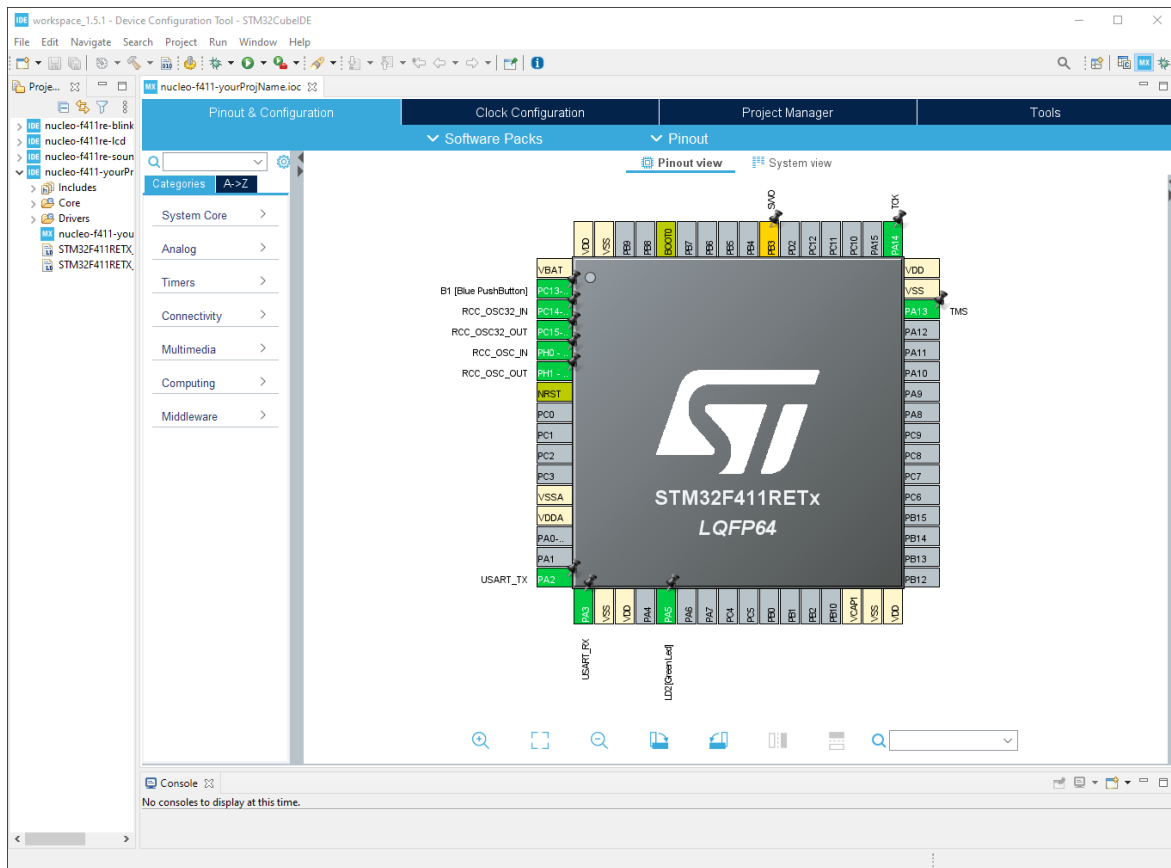 IDE workspace_1.5.1 - Device Configuration Tool - STM32CubeIDE
File Edit Navigate Search Project Run Window Help
Proje...
MX nucleo-f411-yourProjName.ioc
IDE nucleo-f411re-blink
IDE nucleo-f411re-lcd
IDE nucleo-f411re-soun
IDE nucleo-f411-yourPr
Includes
Core
Drivers
MX nucleo-f411-you
STM32F411RETX_
STM32F411RETX_
Pinout & Configuration
Clock Configuration
Project Manager
Tools
Software Packs
Pinout
Pinout view
System view
Categories
A->Z
System Core
Analog
Timers
Connectivity
Multimedia
Computing
Middleware
SWO
TCK
VDD
VSS
PB9
PB8
BOOT0
PB7
PB6
PB5
PB4
PB3
PD2
PC12
PC11
PC10
PA15
PA14
VBAT
B1 [Blue PushButton] PC13-..
RCC_OSC32_IN PC14-..
RCC_OSC32_OUT PC15-..
RCC_OSC_IN PH0 - ..
RCC_OSC_OUT PH1 - ..
NRST
PC0
PC1
PC2
PC3
VSSA
VDDA
PA0-..
PA1
USART_TX PA2
VDD
VSS
PA13 TMS
PA12
PA11
PA10
PA9
PA8
PC9
PC8
PC7
PC6
PB15
PB14
PB13
PB12
ST
STM32F411RETx
LQFP64
PA3
VSS
VDD
PA4
PA5
PA6
PA7
PC4
PC5
PB0
PB1
PB2
PB10
VCAP1
VSS
VDD
USART_RX
LD2 [Green Led]
Console
No consoles to display at this time.